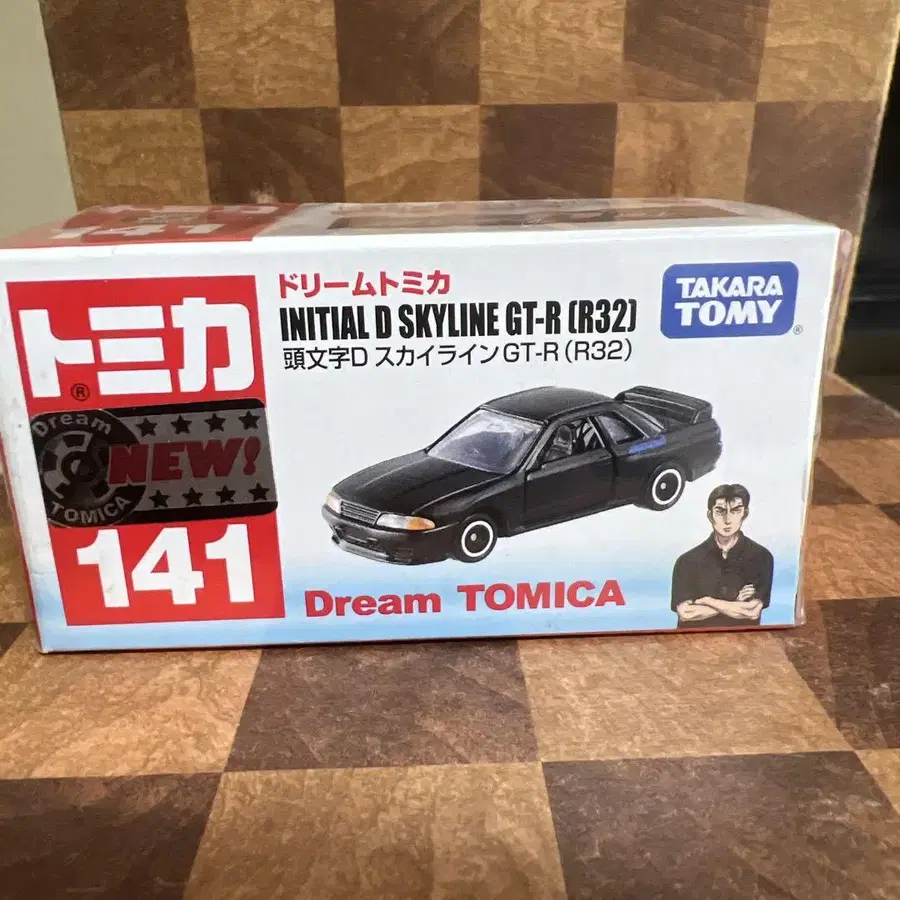 141
トミカ
®
Dream
NEW!
TOMICA
141
ドリームトミカ
INITIAL D SKYLINE GT-R (R32)
頭文字D スカイラインGT-R (R32)
TAKARA
TOMY®
Dream TOMICA